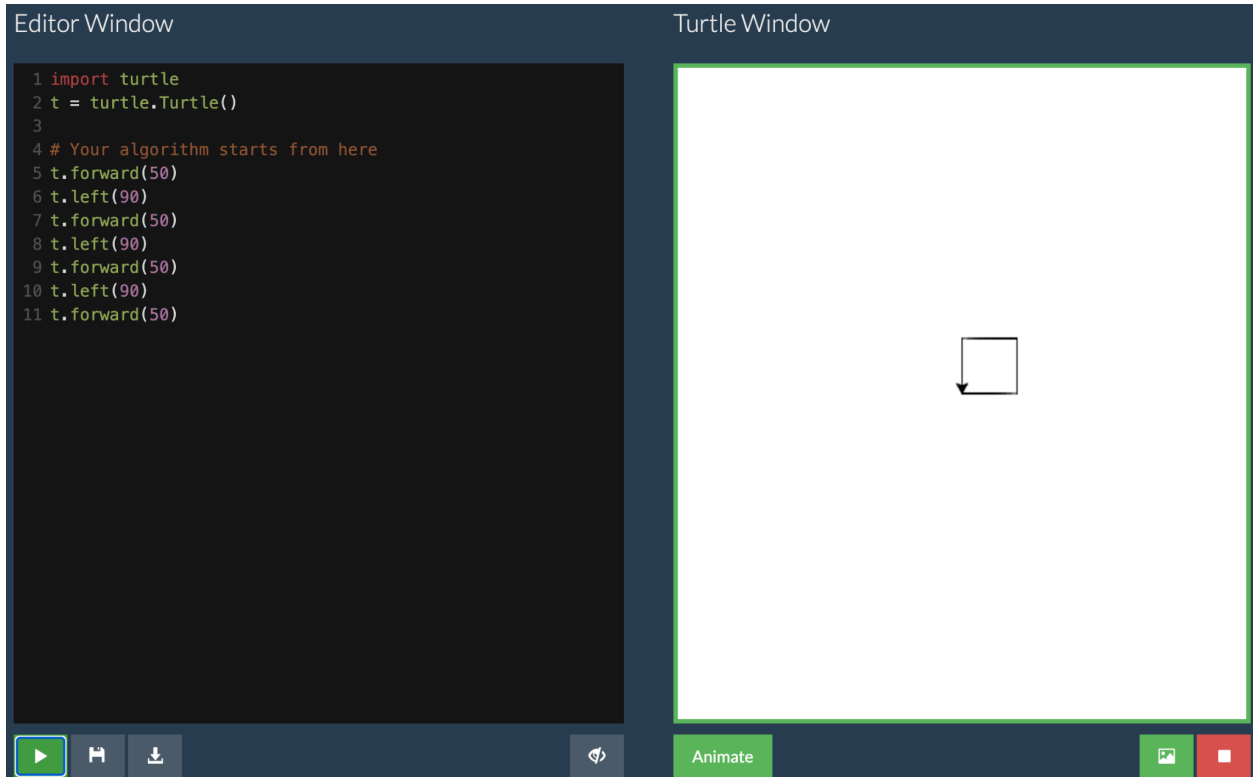 Editor Window
1 import turtle
2 t = turtle.Turtle()
3
4 # Your algorithm starts from here
5 t.forward(50)
6 t.left(90)
7 t.forward(50)
8 t.left(90)
9 t.forward(50)
10 t.left(90)
11 t.forward(50)
Turtle Window
Animate